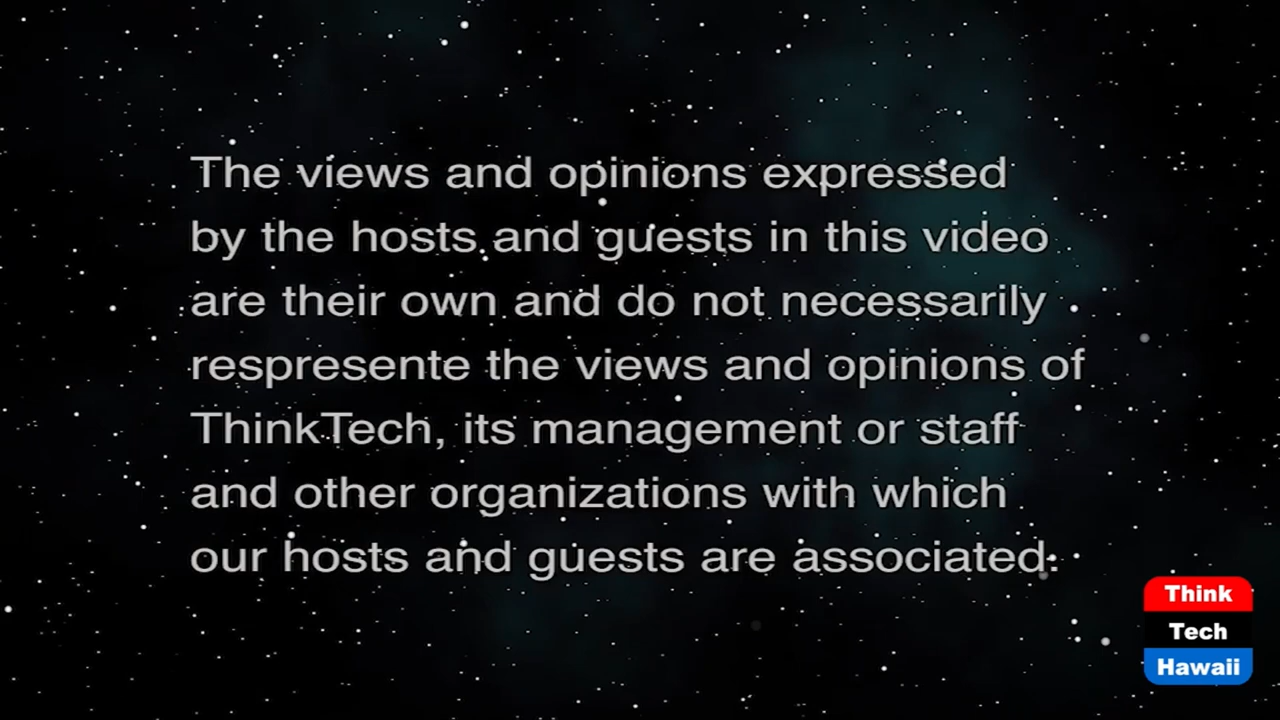 The views and opinions expressed
by the hosts and guests in this video
are their own and do not necessarily
respresente the views and opinions of
ThinkTech, its management or staff
and other organizations with which
our hosts and guests are associated.
Think
Tech
Hawaii